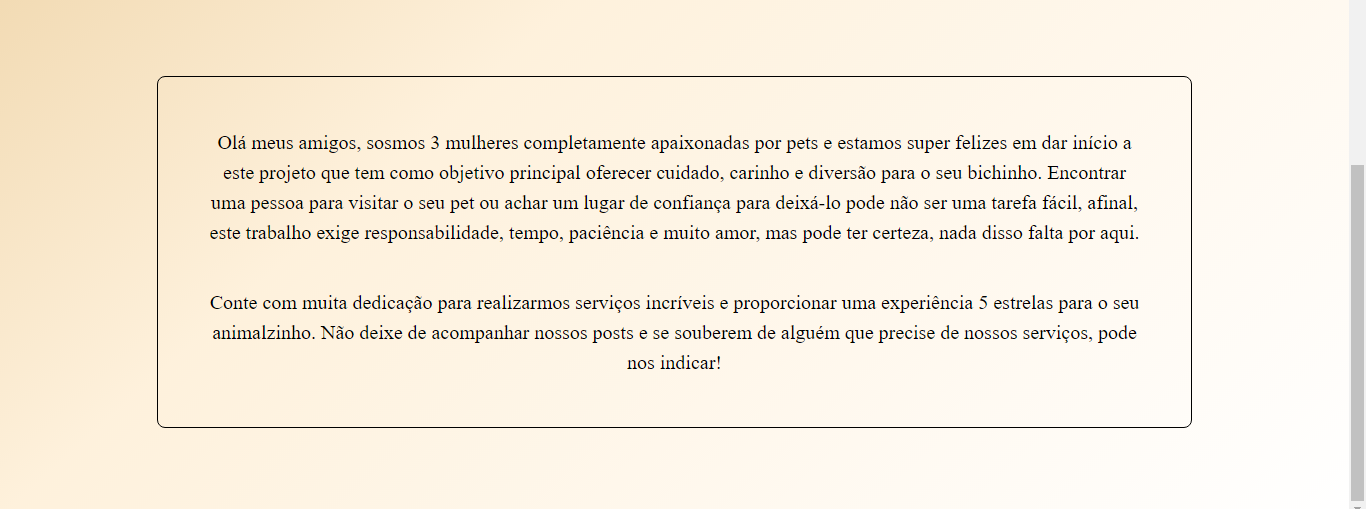 Olá meus amigos, sosmos 3 mulheres completamente apaixonadas por pets e estamos super felizes em dar início a
este projeto que tem como objetivo principal oferecer cuidado, carinho e diversão para o seu bichinho. Encontrar
uma pessoa para visitar o seu pet ou achar um lugar de confiança para deixá-lo pode não ser uma tarefa fácil, afinal,
este trabalho exige responsabilidade, tempo, paciência e muito amor, mas pode ter certeza, nada disso falta por aqui.
Conte com muita dedicação para realizarmos serviços incríveis e proporcionar uma experiência 5 estrelas para o seu
animalzinho. Não deixe de acompanhar nossos posts e se souberem de alguém que precise de nossos serviços, pode
nos indicar!